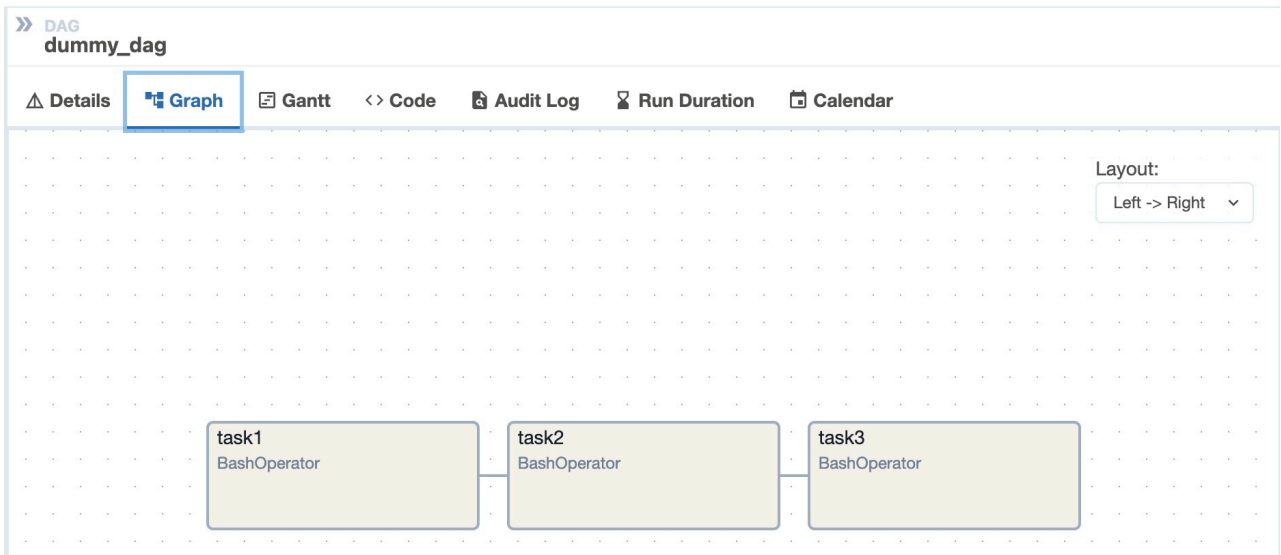 DAG
dummy_dag
Details Graph Gantt <> Code Audit Log Run Duration Calendar
Layout:
Left -> Right
task1 task2 task3
BashOperator BashOperator BashOperator